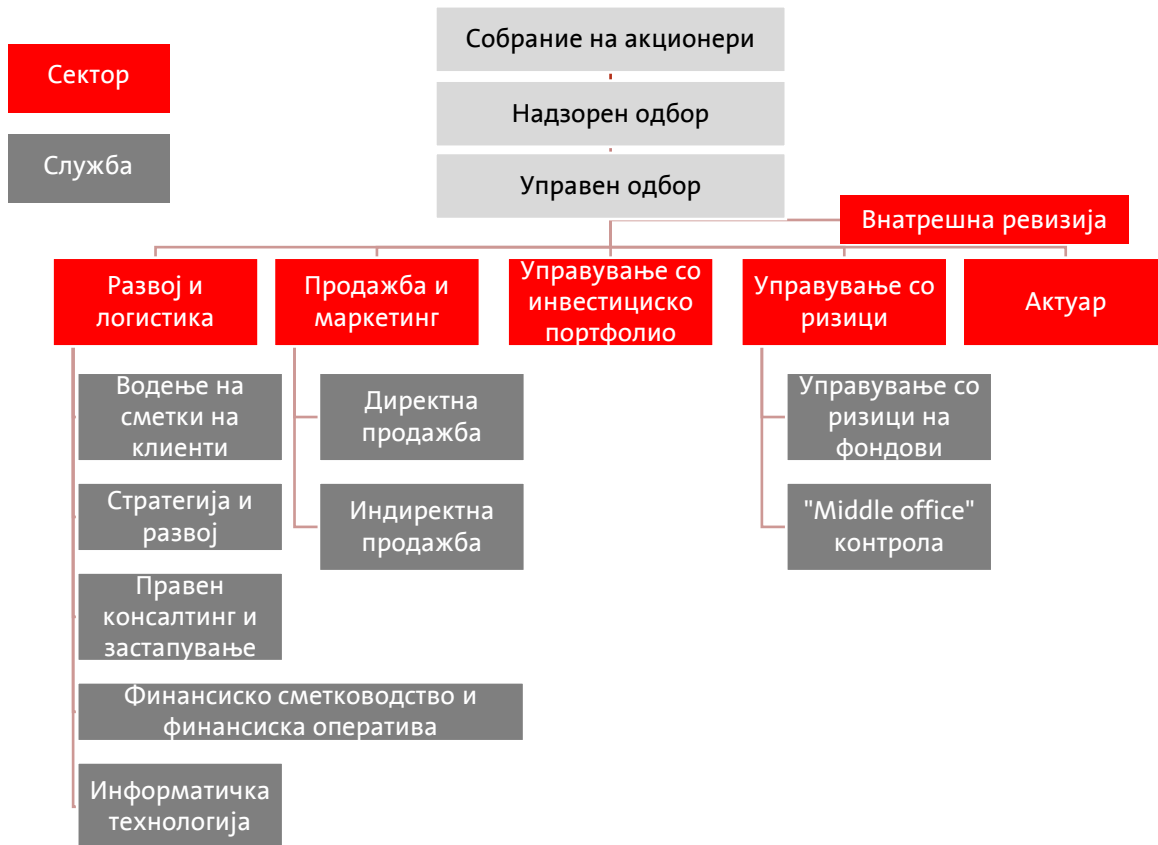 Собрание на акционери
Сектор
Надзорен одбор
Служба
Управен одбор
Внатрешна ревизија
Развој и
логистика
Продажба и
маркетинг
Управување со
инвестициско
портфолио
Управување со
ризици
Актуар
Водење на
сметки на
клиенти
Директна
продажба
Управување со
ризици на
фондови
Стратегија и
развој
Индиректна
продажба
"Middle office"
контрола
Правен
консалтинг и
застапување
Финансиско сметководство и
финансиска оператива
Информатичка
технологија